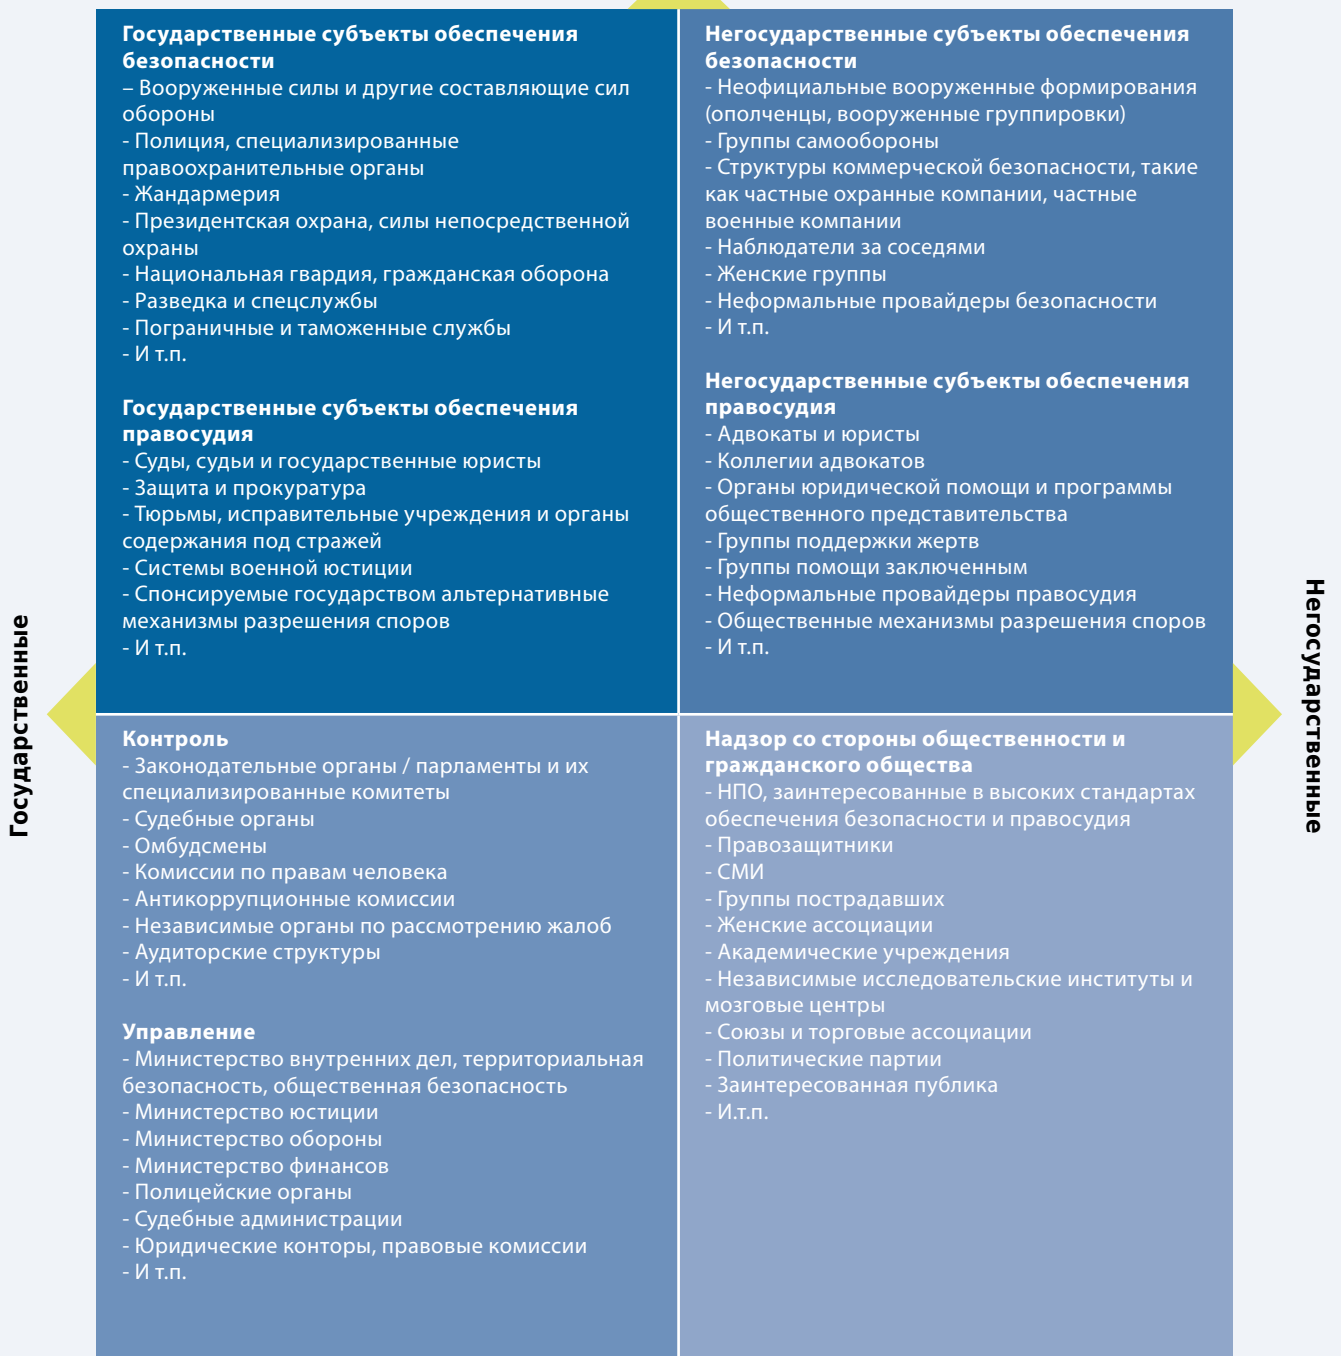 Государственные субъекты обеспечения
безопасности
– Вооруженные силы и другие составляющие сил
обороны
- Полиция, специализированные
правоохранительные органы
- Жандармерия
- Президентская охрана, силы непосредственной
охраны
- Национальная гвардия, гражданская оборона
- Разведка и спецслужбы
- Пограничные и таможенные службы
- И т.п.
Государственные субъекты обеспечения
правосудия
- Суды, судьи и государственные юристы
- Защита и прокуратура
- Тюрьмы, исправительные учреждения и органы
содержания под стражей
- Системы военной юстиции
- Спонсируемые государством альтернативные
механизмы разрешения споров
- И т.п.
Негосударственные субъекты обеспечения
безопасности
- Неофициальные вооруженные формирования
(ополченцы, вооруженные группировки)
- Группы самообороны
- Структуры коммерческой безопасности, такие
как частные охранные компании, частные
военные компании
- Наблюдатели за соседями
- Женские группы
- Неформальные провайдеры безопасности
- И т.п.
Негосударственные субъекты обеспечения
правосудия
- Адвокаты и юристы
- Коллегии адвокатов
- Органы юридической помощи и программы
общественного представительства
- Группы поддержки жертв
- Группы помощи заключенным
- Неформальные провайдеры правосудия
- Общественные механизмы разрешения споров
- И т.п.
Государственные
Негосударственные
Контроль
- Законодательные органы / парламенты и их
специализированные комитеты
- Судебные органы
- Омбудсмены
- Комиссии по правам человека
- Антикоррупционные комиссии
- Независимые органы по рассмотрению жалоб
- Аудиторские структуры
- И т.п.
Управление
- Министерство внутренних дел, территориальная
безопасность, общественная безопасность
- Министерство юстиции
- Министерство обороны
- Министерство финансов
- Полицейские органы
- Судебные администрации
- Юридические конторы, правовые комиссии
- И т.п.
Надзор со стороны общественности и
гражданского общества
- НПО, заинтересованные в высоких стандартах
обеспечения безопасности и правосудия
- Правозащитники
- СМИ
- Группы пострадавших
- Женские ассоциации
- Академические учреждения
- Независимые исследовательские институты и
мозговые центры
- Союзы и торговые ассоциации
- Политические партии
- Заинтересованная публика
- И.т.п.